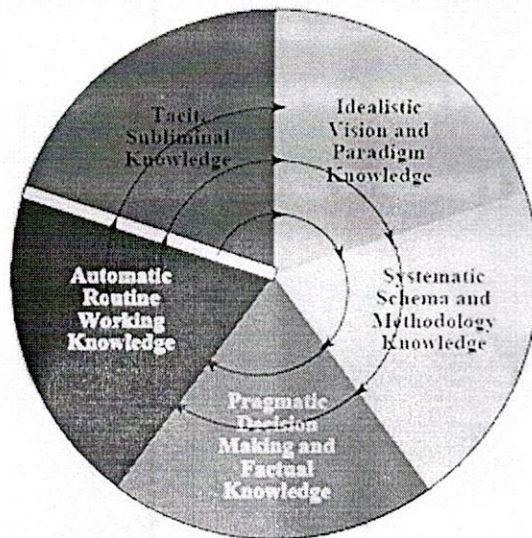 Tacit,
Subliminal
Knowledge
Idealistic
Vision and
Paradigm
Knowledge
Systematic
Schema and
Methodology
Knowledge
Pragmatic
Decision
Making and
Factual
Knowledge
Automatic
Routine
Working
Knowledge